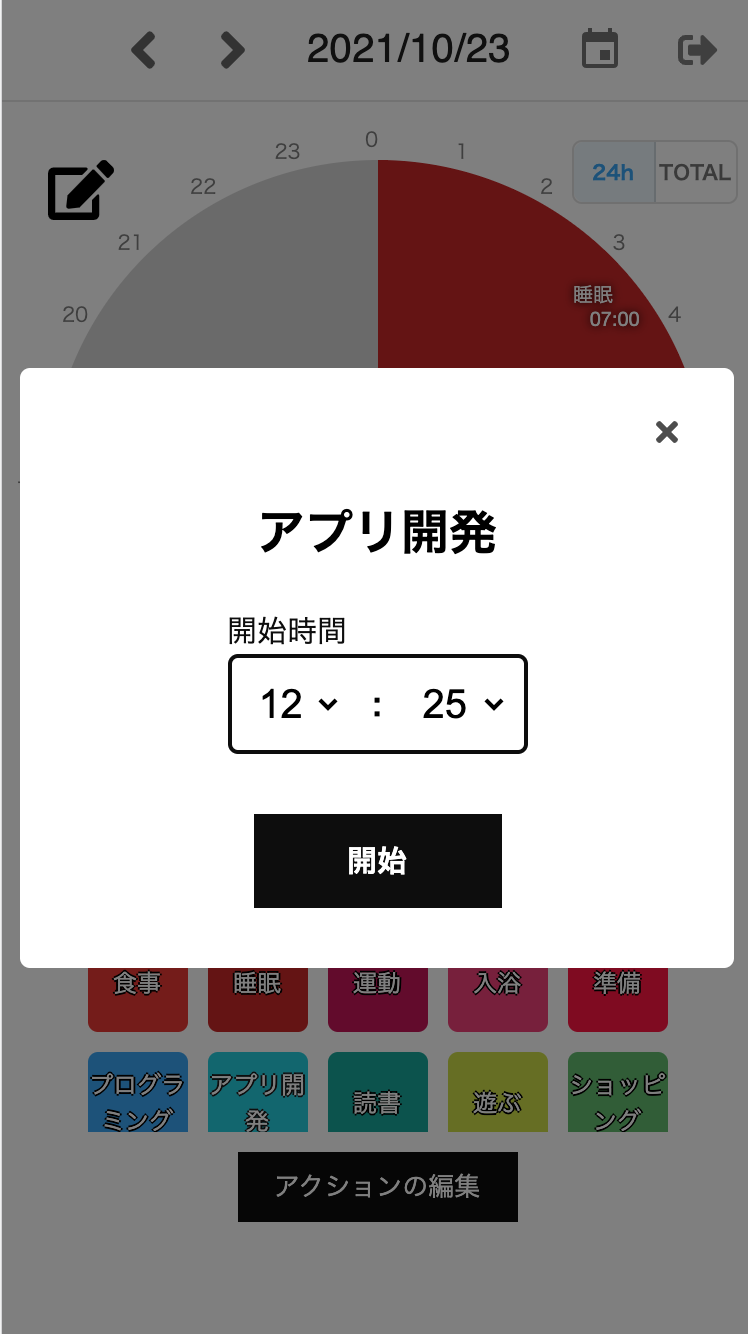 2021/10/23
0
23
1
22
2
24h
TOTAL
21
3
睡眠
07:00
20
4
アプリ開発
開始時間
12 : 25
開始
食事
睡眠
運動
入浴
準備
プログラ
ミング
アプリ開
発
読書
遊ぶ
ショッピ
ング
アクションの編集